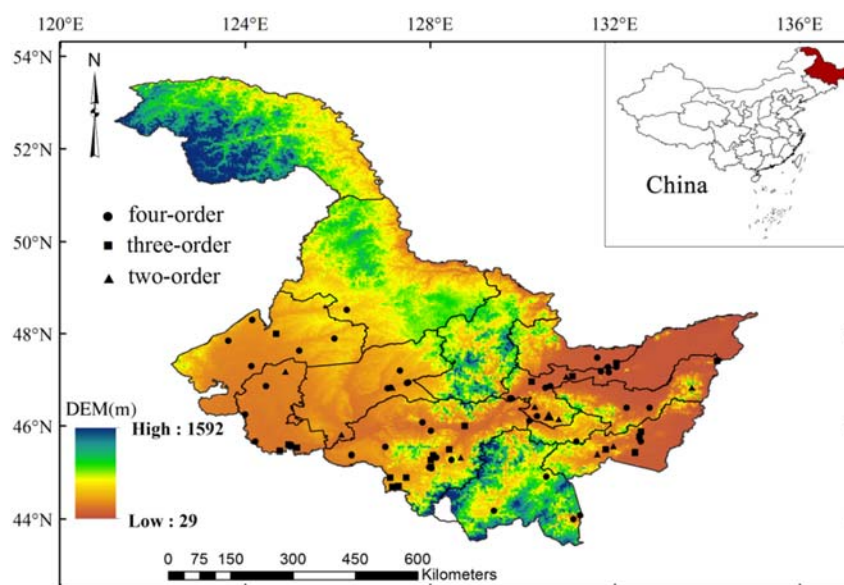 120°E 124°E 128°E 132°E 136°E
54°N
N
52°N
50°N
48°N
46°N
44°N
China
four-order
three-order
two-order
DEM(m)
High : 1592
Low : 29
0 75 150 300 450 600
Kilometers